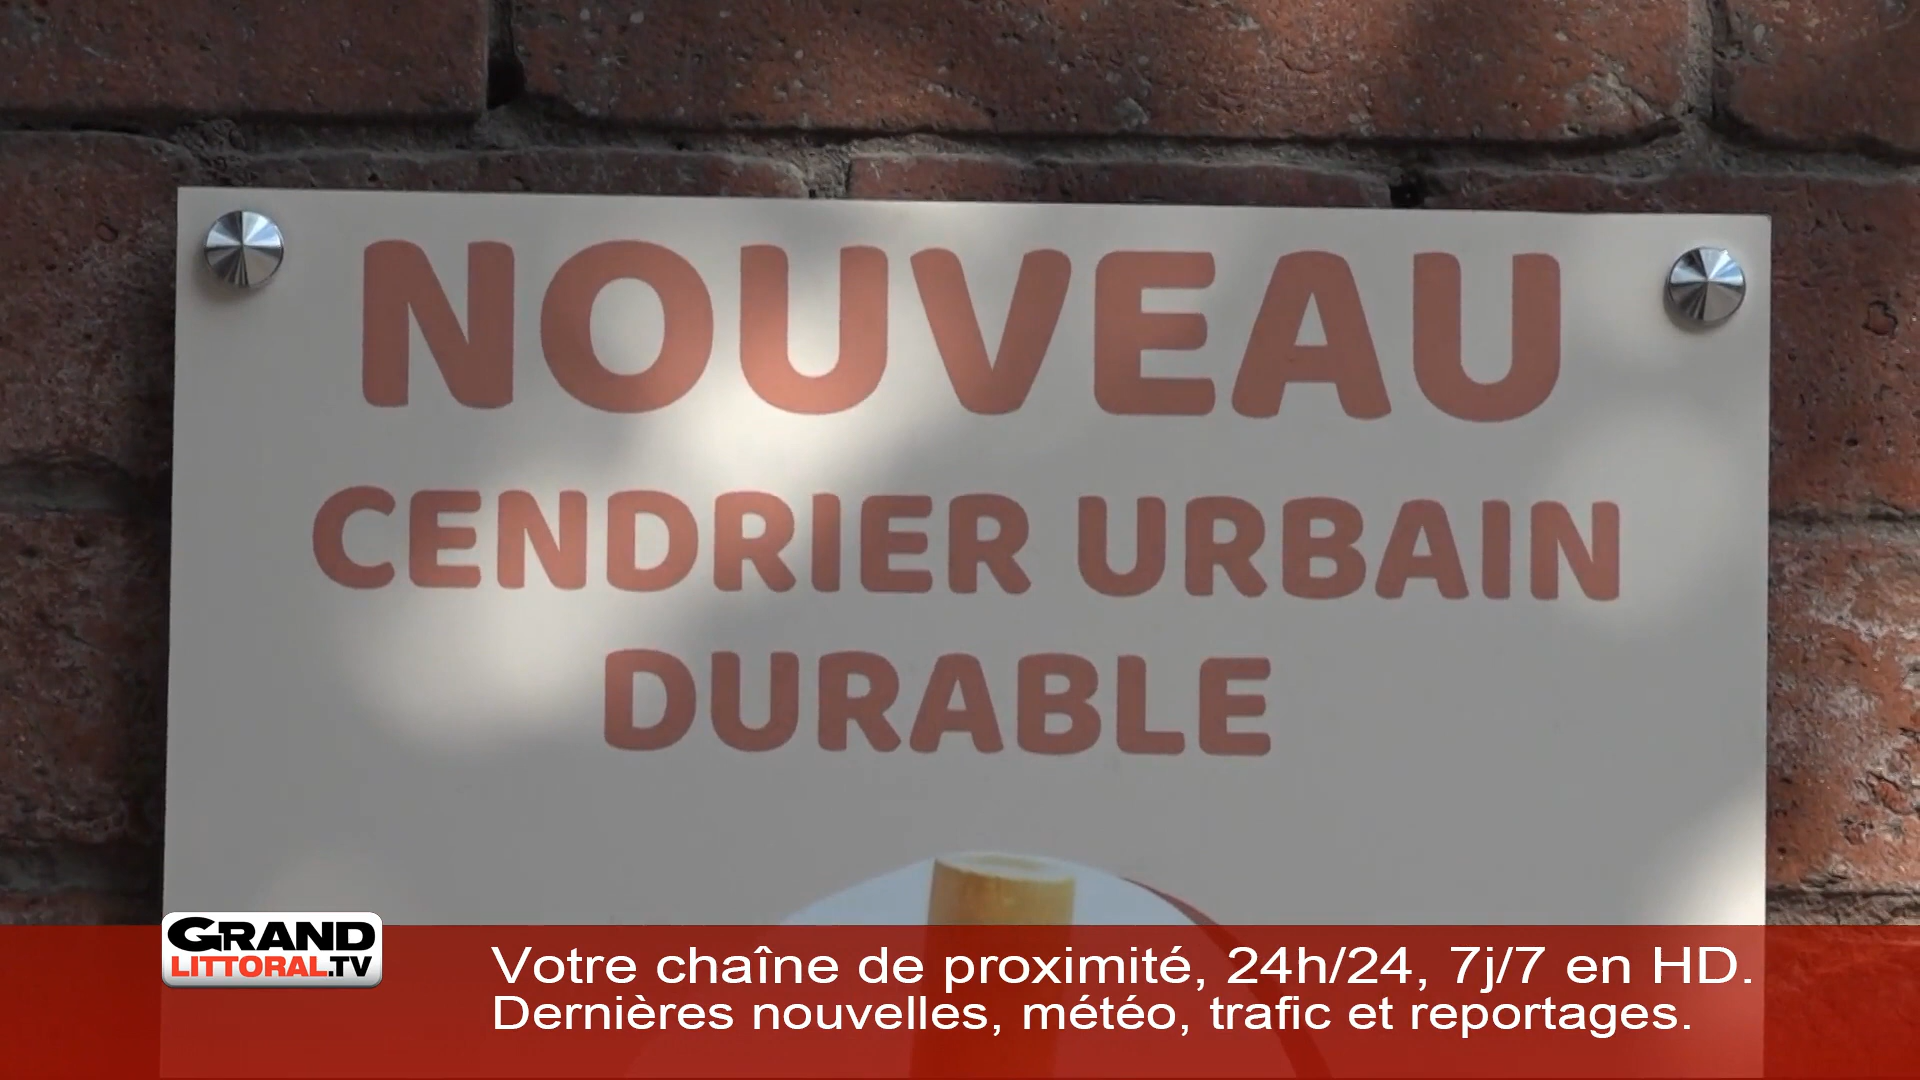 NOUVEAU
CENDRIER URBAIN
DURABLE
GRAND
LITTORAL.TV
Votre chaîne de proximité, 24h/24, 7j/7 en HD.
Dernières nouvelles, météo, trafic et reportages.